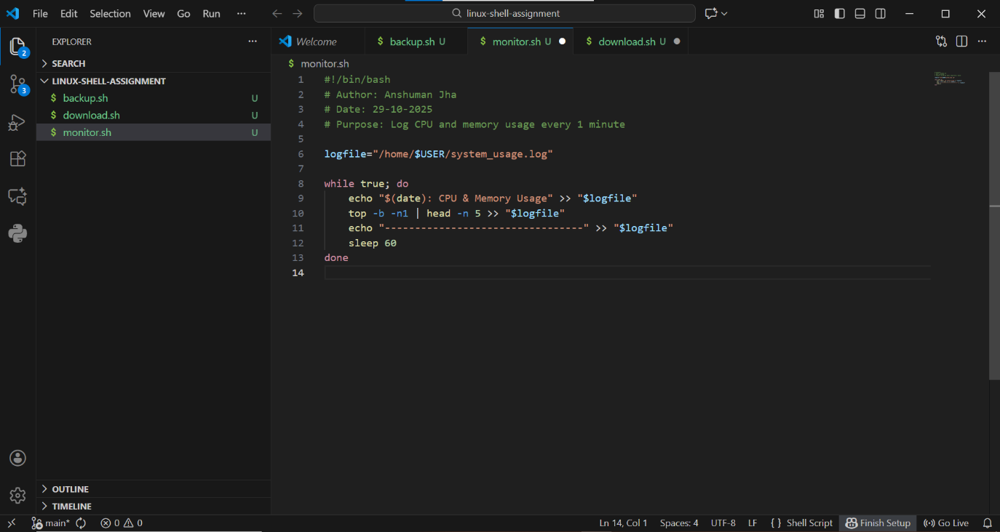 File Edit Selection View Go Run ··· linux-shell-assignment
EXPLORER ···
SEARCH
LINUX-SHELL-ASSIGNMENT
$ backup.sh U
$ download.sh U
$ monitor.sh U
OUTLINE
TIMELINE
2
3
Welcome $ backup.sh U $ monitor.sh U $ download.sh U ···
$ monitor.sh
1 #!/bin/bash
2 # Author: Anshuman Jha
3 # Date: 29-10-2025
4 # Purpose: Log CPU and memory usage every 1 minute
5
6 logfile="/home/$USER/system_usage.log"
7
8 while true; do
9 echo "$(date): CPU & Memory Usage" >> "$logfile"
10 top -b -n1 | head -n 5 >> "$logfile"
11 echo "---------------------------------" >> "$logfile"
12 sleep 60
13 done
14
main* 0 0 Ln 14, Col 1 Spaces: 4 UTF-8 LF { } Shell Script Finish Setup Go Live